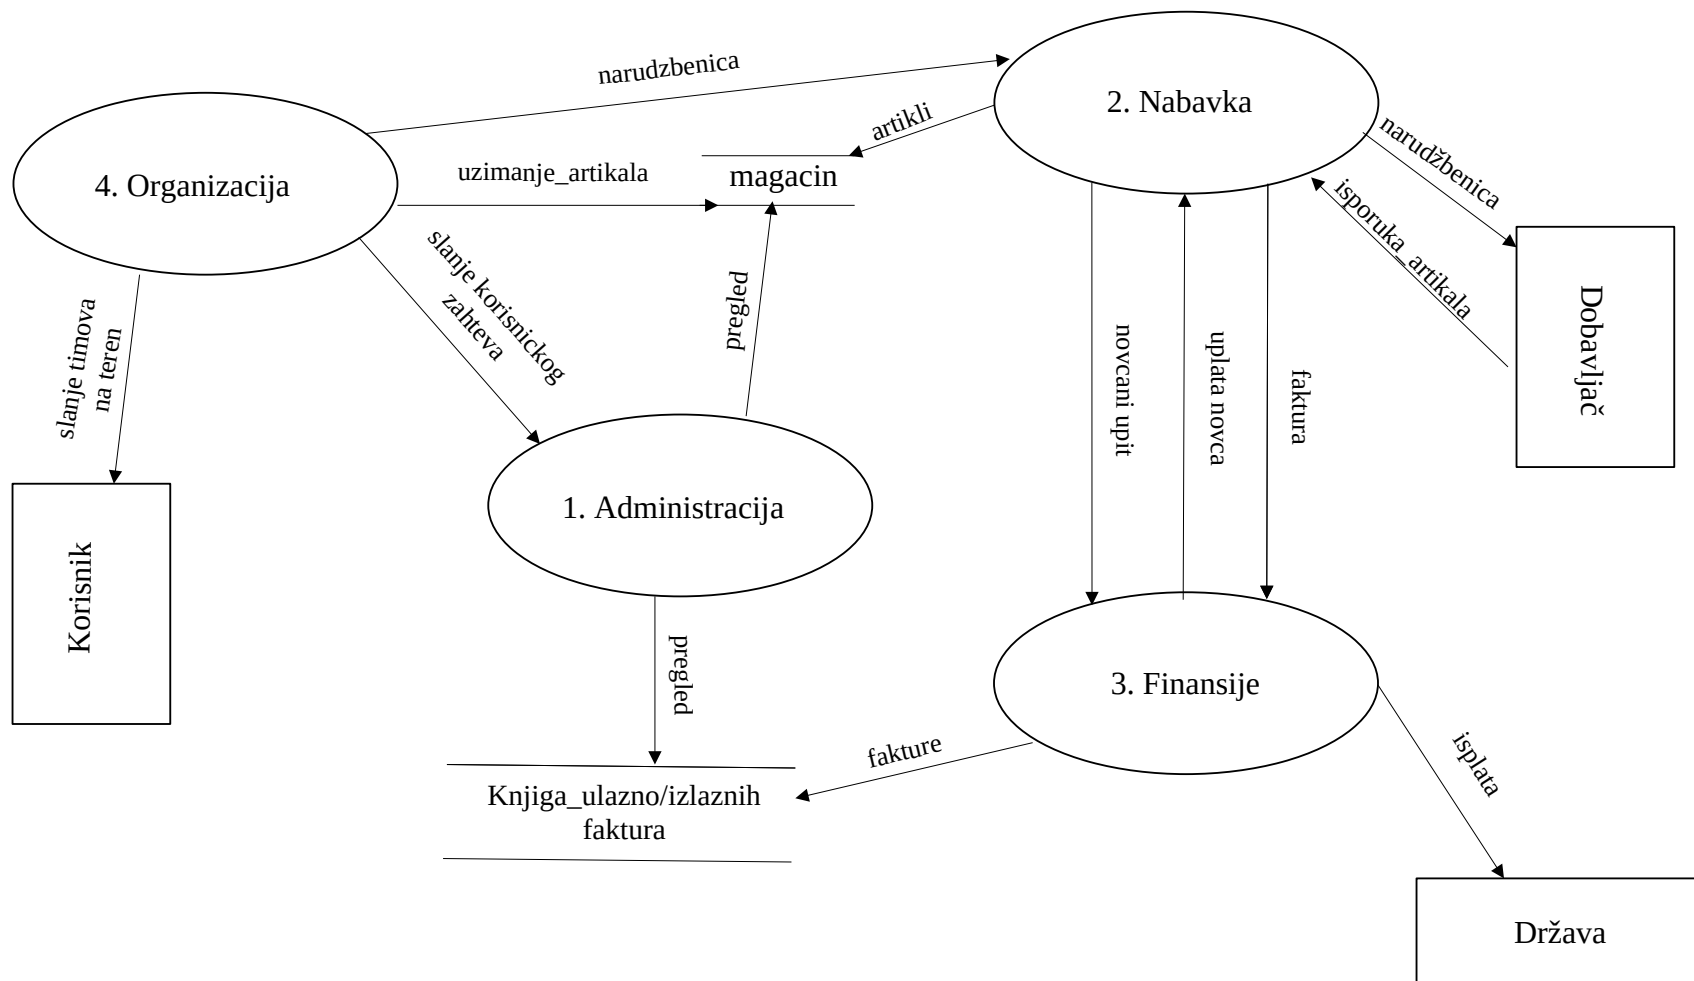 narudzbenica
2. Nabavka
artikli
narudžbenica
4. Organizacija
uzimanje_artikala
magacin
isporuka_artikala
slanje korisnickog
zahteva
pregled
slanje timova
na teren
novcani upit
uplata novca
faktura
Dobavljač
1. Administracija
Korisnik
pregled
3. Finansije
fakture
isplata
Knjiga_ulazno/izlaznih
faktura
Država